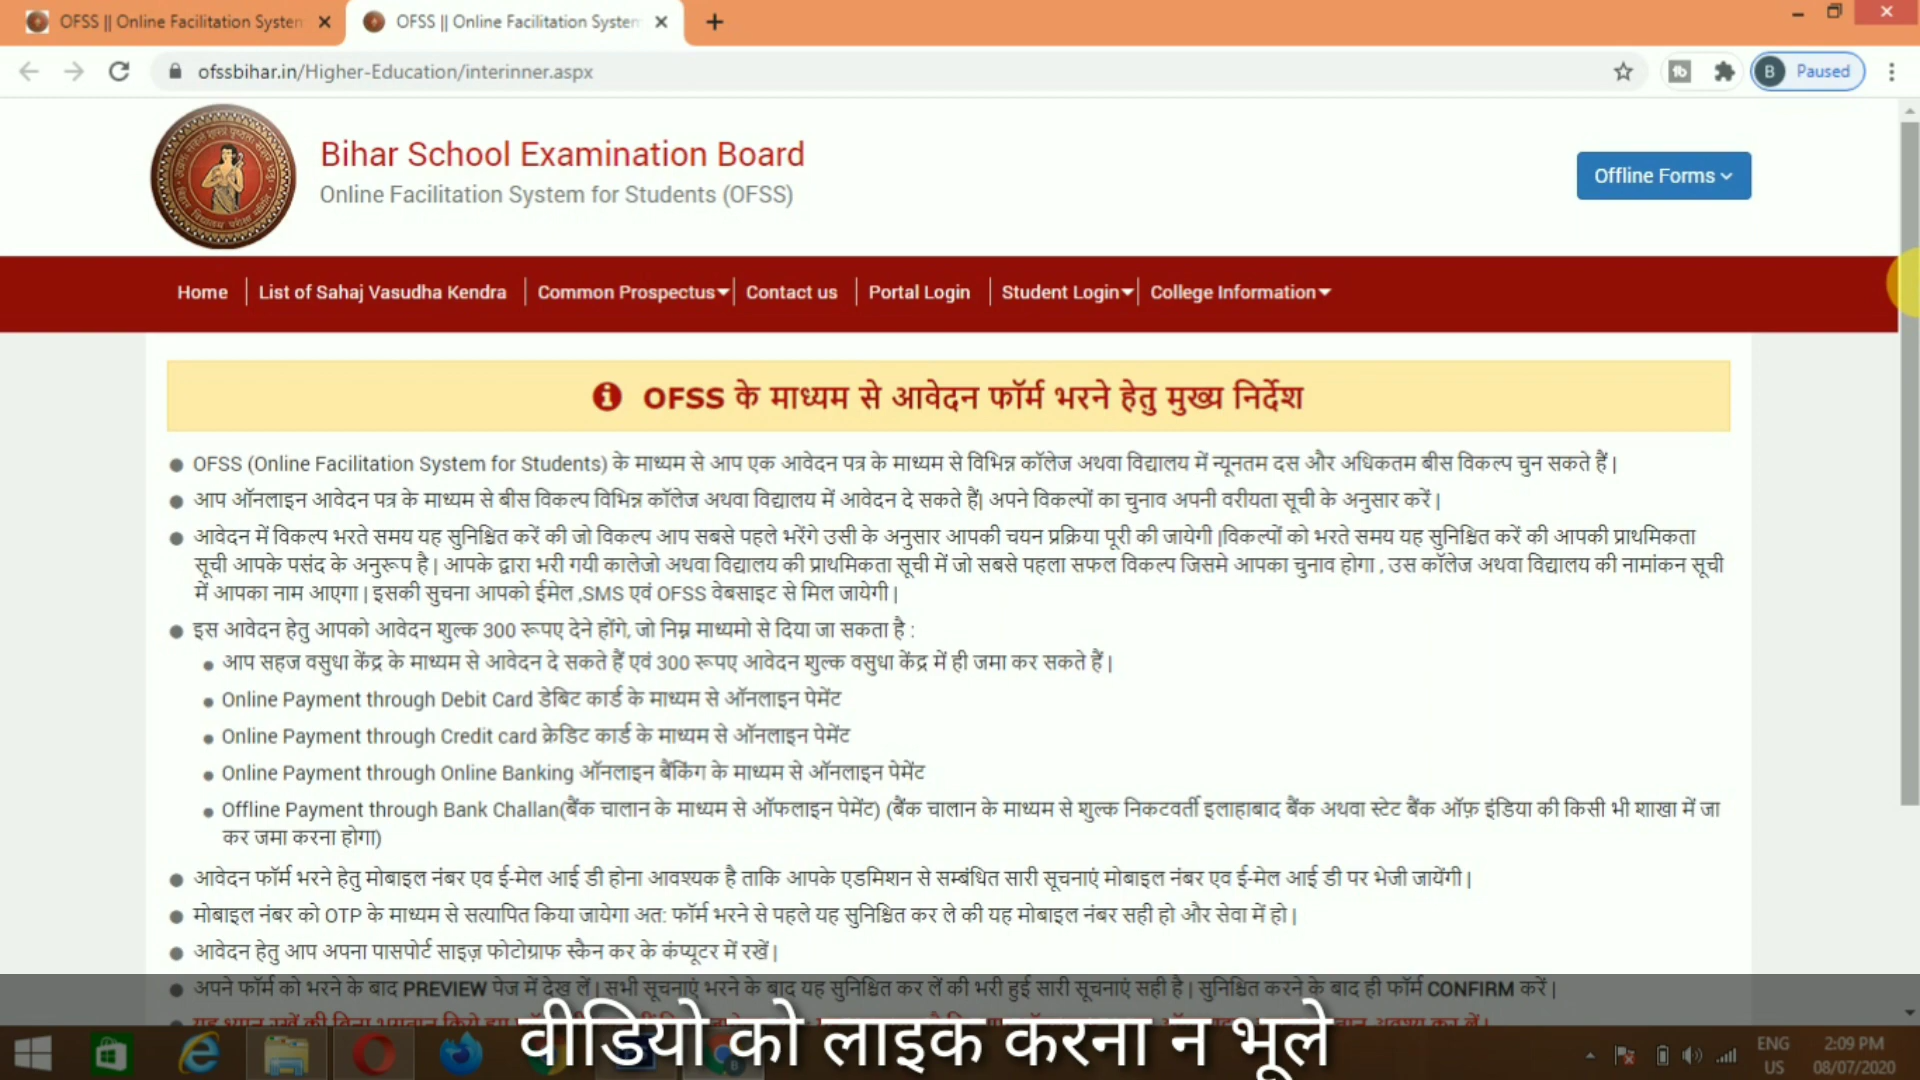 OFSS || Online Facilitation System
OFSS || Online Facilitation System
ofssbihar.in/Higher-Education/interinner.aspx
B Paused
Bihar School Examination Board
Online Facilitation System for Students (OFSS)
Offline Forms
Home
List of Sahaj Vasudha Kendra
Common Prospectus
Contact us
Portal Login
Student Login
College Information
OFSS के माध्यम से आवेदन फॉर्म भरने हेतु मुख्य निर्देश
OFSS (Online Facilitation System for Students) के माध्यम से आप एक आवेदन पत्र के माध्यम से विभिन्न कॉलेज अथवा विद्यालय में न्यूनतम दस और अधिकतम बीस विकल्प चुन सकते हैं |
आप ऑनलाइन आवेदन पत्र के माध्यम से बीस विकल्प विभिन्न कॉलेज अथवा विद्यालय में आवेदन दे सकते हैं| अपने विकल्पों का चुनाव अपनी वरीयता सूची के अनुसार करें |
आवेदन में विकल्प भरते समय यह सुनिश्चित करें की जो विकल्प आप सबसे पहले भरेंगे उसी के अनुसार आपकी चयन प्रक्रिया पूरी की जायेगी |विकल्पों को भरते समय यह सुनिश्चित करें की आपकी प्राथमिकता
सूची आपके पसंद के अनुरूप है | आपके द्वारा भरी गयी कालेजो अथवा विद्यालय की प्राथमिकता सूची में जो सबसे पहला सफल विकल्प जिसमे आपका चुनाव होगा , उस कॉलेज अथवा विद्यालय की नामांकन सूची
में आपका नाम आएगा | इसकी सुचना आपको ईमेल ,SMS एवं OFSS वेबसाइट से मिल जायेगी |
इस आवेदन हेतु आपको आवेदन शुल्क 300 रूपए देने होंगे, जो निम्न माध्यमो से दिया जा सकता है :
आप सहज वसुधा केंद्र के माध्यम से आवेदन दे सकते हैं एवं 300 रूपए आवेदन शुल्क वसुधा केंद्र में ही जमा कर सकते हैं |
Online Payment through Debit Card डेबिट कार्ड के माध्यम से ऑनलाइन पेमेंट
Online Payment through Credit card क्रेडिट कार्ड के माध्यम से ऑनलाइन पेमेंट
Online Payment through Online Banking ऑनलाइन बैंकिंग के माध्यम से ऑनलाइन पेमेंट
Offline Payment through Bank Challan(बैंक चालान के माध्यम से ऑफलाइन पेमेंट) (बैंक चालान के माध्यम से शुल्क निकटवर्ती इलाहाबाद बैंक अथवा स्टेट बैंक ऑफ़ इंडिया की किसी भी शाखा में जा
कर जमा करना होगा)
आवेदन फॉर्म भरने हेतु मोबाइल नंबर एव ई-मेल आई डी होना आवश्यक है ताकि आपके एडमिशन से सम्बंधित सारी सूचनाएं मोबाइल नंबर एव ई-मेल आई डी पर भेजी जायेंगी |
मोबाइल नंबर को OTP के माध्यम से सत्यापित किया जायेगा अत: फॉर्म भरने से पहले यह सुनिश्चित कर ले की यह मोबाइल नंबर सही हो और सेवा में हो |
आवेदन हेतु आप अपना पासपोर्ट साइज़ फोटोग्राफ स्कैन कर के कंप्यूटर में रखें |
अपने फॉर्म को भरने के बाद PREVIEW पेज में देख लें | सभी सूचनाएं भरने के बाद यह सुनिश्चित कर लें की भरी हुई सारी सूचनाएं सही है | सुनिश्चित करने के बाद ही फॉर्म CONFIRM करें |
वीडियो को लाइक करना न भूले
ENG
US
2:09 PM
08/07/2020